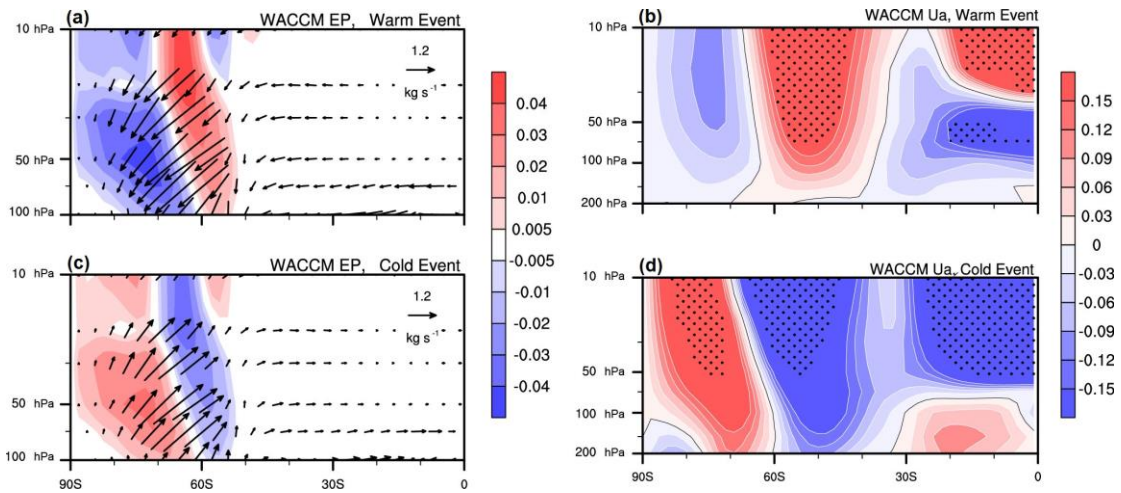 (a) WACCM EP, Warm Event
10 hPa
50 hPa
100 hPa
1.2
kg s⁻¹
0.04
0.03
0.02
0.01
0.005
-0.005
-0.01
-0.02
-0.03
-0.04
(b) WACCM Ua, Warm Event
10 hPa
50 hPa
100 hPa
200 hPa
0.15
0.12
0.09
0.06
0.03
0
-0.03
-0.06
-0.09
-0.12
-0.15
(c) WACCM EP, Cold Event
10 hPa
50 hPa
100 hPa
1.2
kg s⁻¹
90S 60S 30S 0
(d) WACCM Ua, Cold Event
10 hPa
50 hPa
100 hPa
200 hPa
90S 60S 30S 0